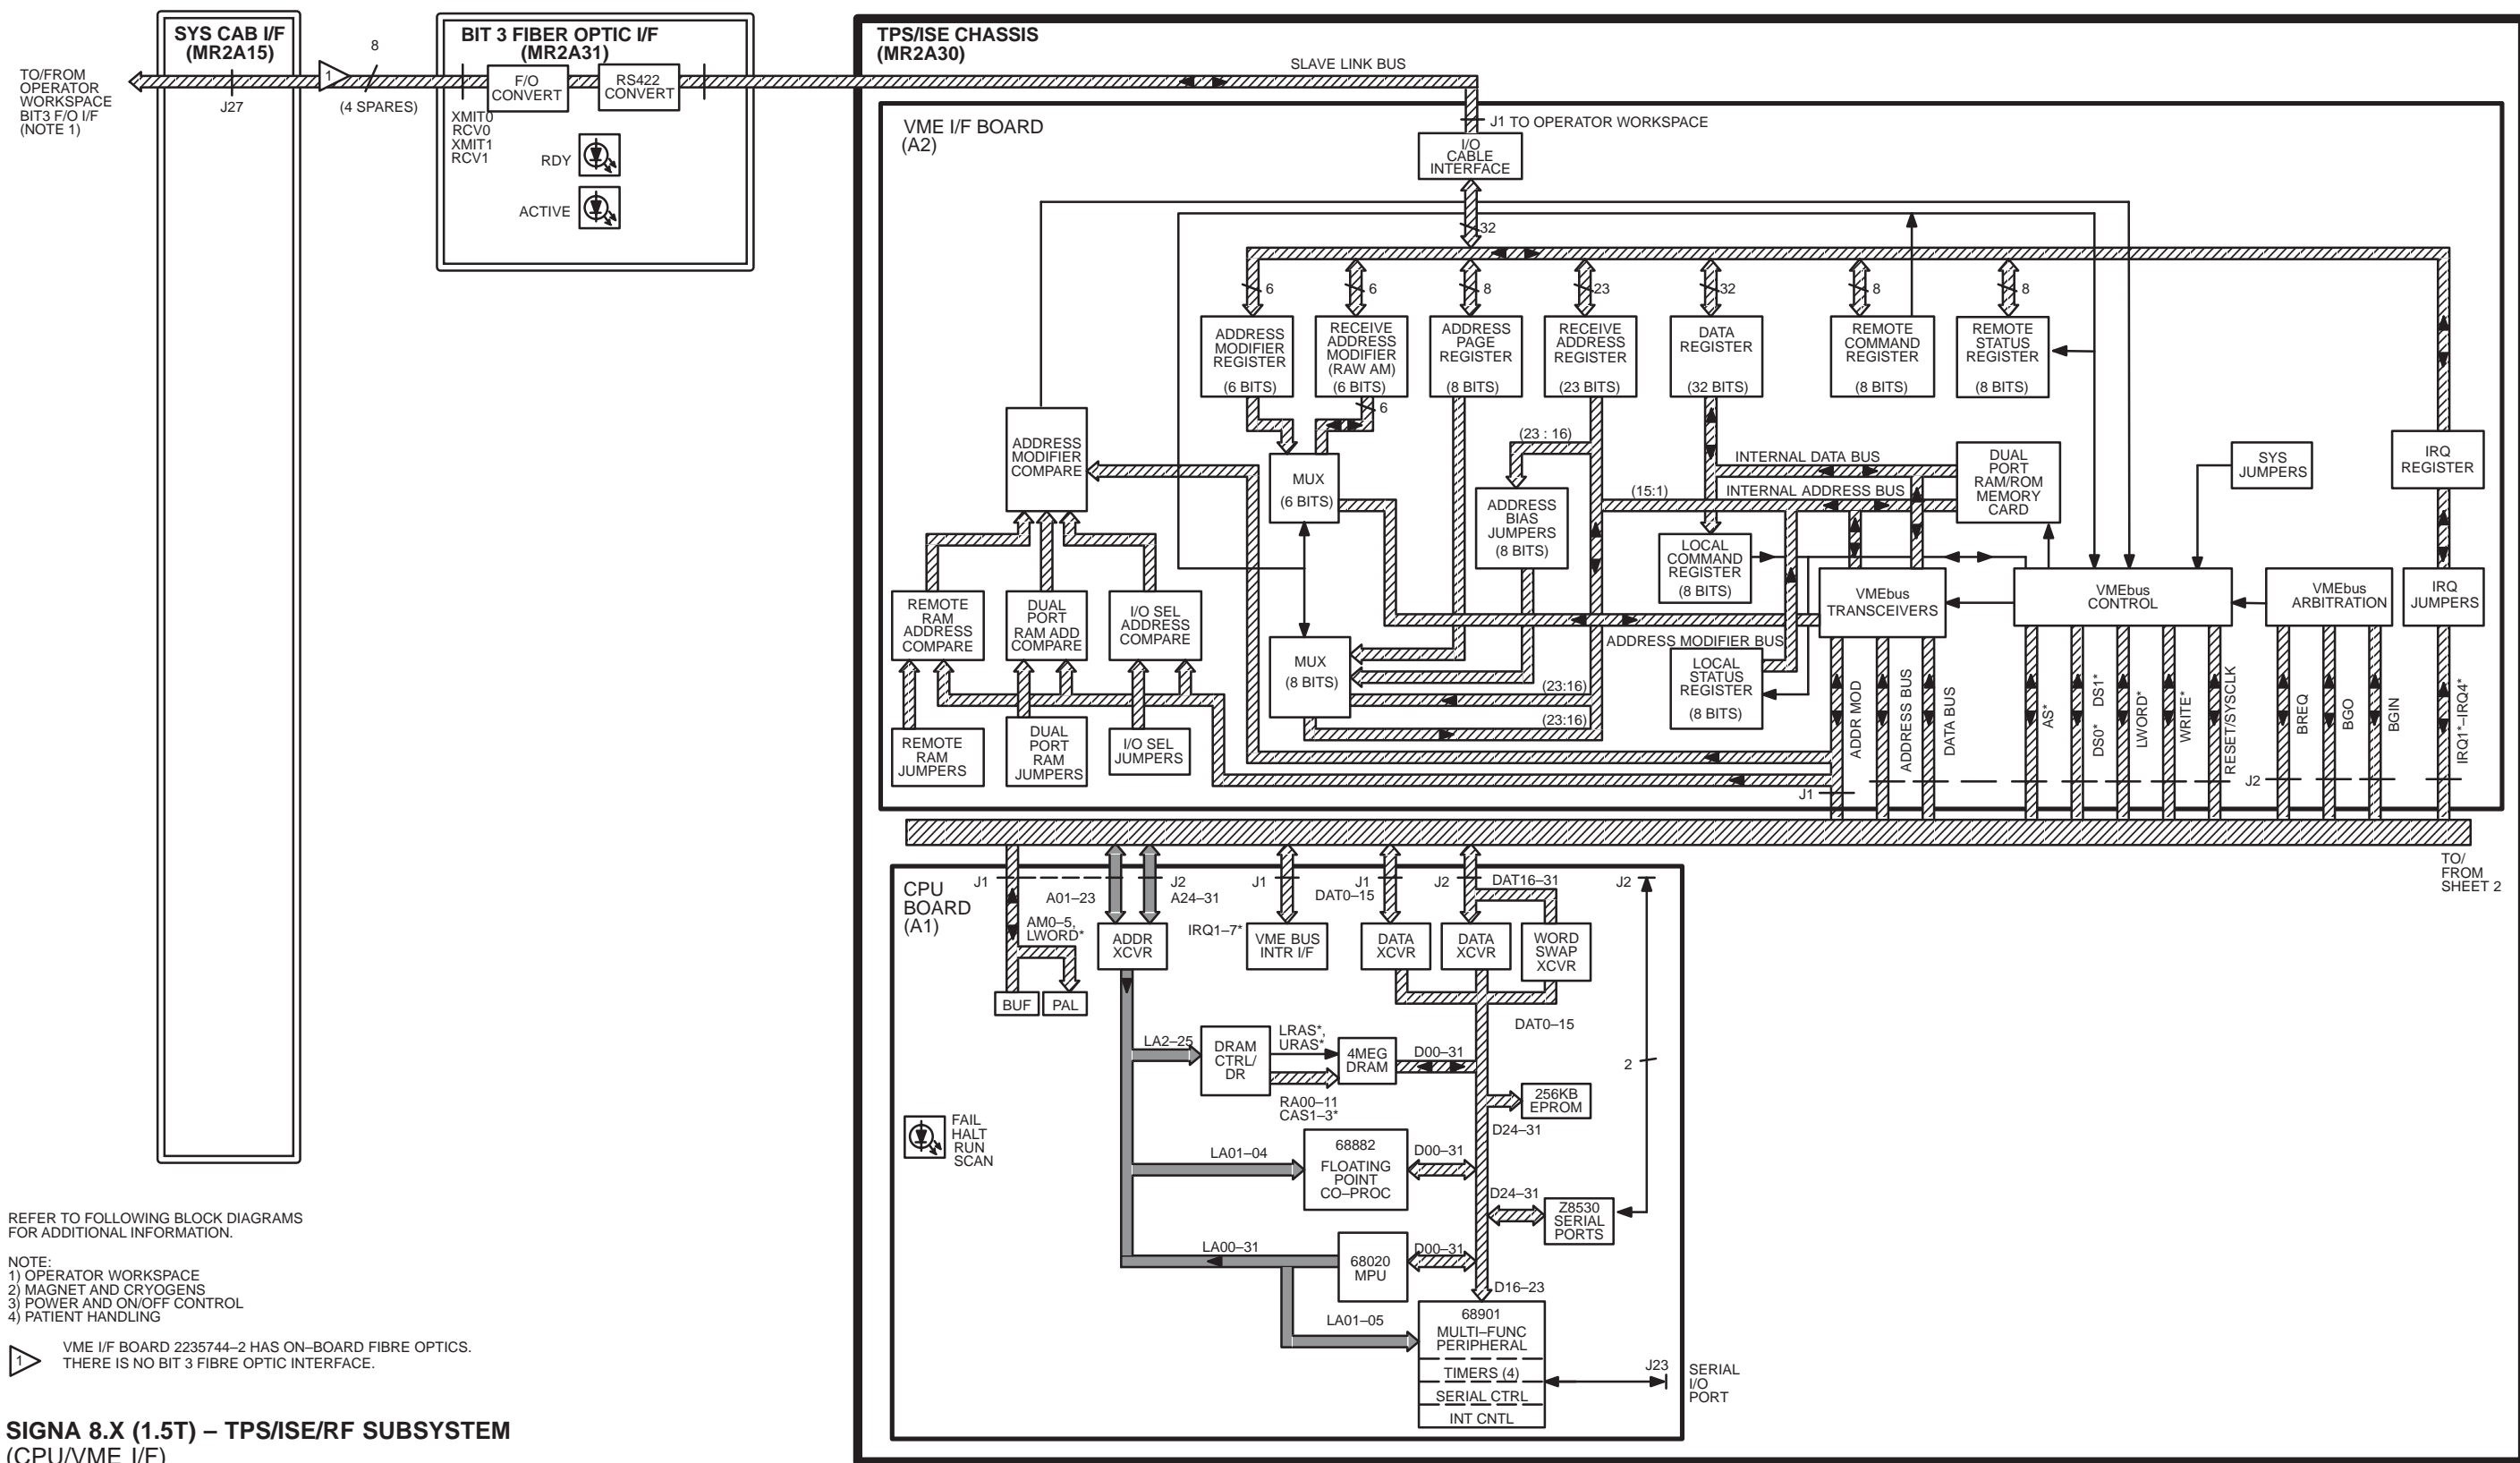 SYS CAB I/F
(MR2A15)
TO/FROM
OPERATOR
WORKSPACE
BIT3 F/O I/F
(NOTE 1)
J27
1
8
(4 SPARES)
BIT 3 FIBER OPTIC I/F
(MR2A31)
F/O
CONVERT
RS422
CONVERT
XMIT0
RCV0
XMIT1
RCV1
RDY
ACTIVE
TPS/ISE CHASSIS
(MR2A30)
SLAVE LINK BUS
VME I/F BOARD
(A2)
J1 TO OPERATOR WORKSPACE
I/O
CABLE
INTERFACE
32
6
6
8
23
32
8
8
ADDRESS
MODIFIER
REGISTER
(6 BITS)
RECEIVE
ADDRESS
MODIFIER
(RAW AM)
(6 BITS)
ADDRESS
PAGE
REGISTER
(8 BITS)
RECEIVE
ADDRESS
REGISTER
(23 BITS)
DATA
REGISTER
(32 BITS)
REMOTE
COMMAND
REGISTER
(8 BITS)
REMOTE
STATUS
REGISTER
(8 BITS)
6
ADDRESS
MODIFIER
COMPARE
MUX
(6 BITS)
(23 : 16)
ADDRESS
BIAS
JUMPERS
(8 BITS)
INTERNAL DATA BUS
(15:1)
INTERNAL ADDRESS BUS
DUAL
PORT
RAM/ROM
MEMORY
CARD
SYS
JUMPERS
IRQ
REGISTER
LOCAL
COMMAND
REGISTER
(8 BITS)
REMOTE
RAM
ADDRESS
COMPARE
DUAL
PORT
RAM ADD
COMPARE
I/O SEL
ADDRESS
COMPARE
VMEbus
TRANSCEIVERS
VMEbus
CONTROL
VMEbus
ARBITRATION
IRQ
JUMPERS
ADDRESS MODIFIER BUS
MUX
(8 BITS)
LOCAL
STATUS
REGISTER
(8 BITS)
(23:16)
(23:16)
REMOTE
RAM
JUMPERS
DUAL
PORT
RAM
JUMPERS
I/O SEL
JUMPERS
ADDR MOD
ADDRESS BUS
DATA BUS
AS*
DS0* DS1*
LWORD*
WRITE*
RESET/SYSCLK
BREQ
BGO
BGIN
IRQ1*–IRQ4*
J1
J2
TO/
FROM
SHEET 2
CPU
BOARD
(A1)
J1
A01–23
J2
A24–31
AM0–5,
LWORD*
J1
IRQ1–7*
J1
DAT0–15
J2
DAT16–31
J2
BUF
PAL
ADDR
XCVR
VME BUS
INTR I/F
DATA
XCVR
DATA
XCVR
WORD
SWAP
XCVR
DAT0–15
LA2–25
DRAM
CTRL/
DR
LRAS*,
URAS*
4MEG
DRAM
D00–31
RA00–11
CAS1–3*
2
256KB
EPROM
D24–31
FAIL
HALT
RUN
SCAN
LA01–04
68882
FLOATING
POINT
CO–PROC
D00–31
D24–31
Z8530
SERIAL
PORTS
LA00–31
68020
MPU
D00–31
D16–23
LA01–05
68901
MULTI–FUNC
PERIPHERAL
TIMERS (4)
SERIAL CTRL
INT CNTL
J23
SERIAL
I/O
PORT
REFER TO FOLLOWING BLOCK DIAGRAMS
FOR ADDITIONAL INFORMATION.
NOTE:
1) OPERATOR WORKSPACE
2) MAGNET AND CRYOGENS
3) POWER AND ON/OFF CONTROL
4) PATIENT HANDLING
1
VME I/F BOARD 2235744–2 HAS ON–BOARD FIBRE OPTICS.
THERE IS NO BIT 3 FIBRE OPTIC INTERFACE.
SIGNA 8.X (1.5T) – TPS/ISE/RF SUBSYSTEM
(CPU/VME I/F)